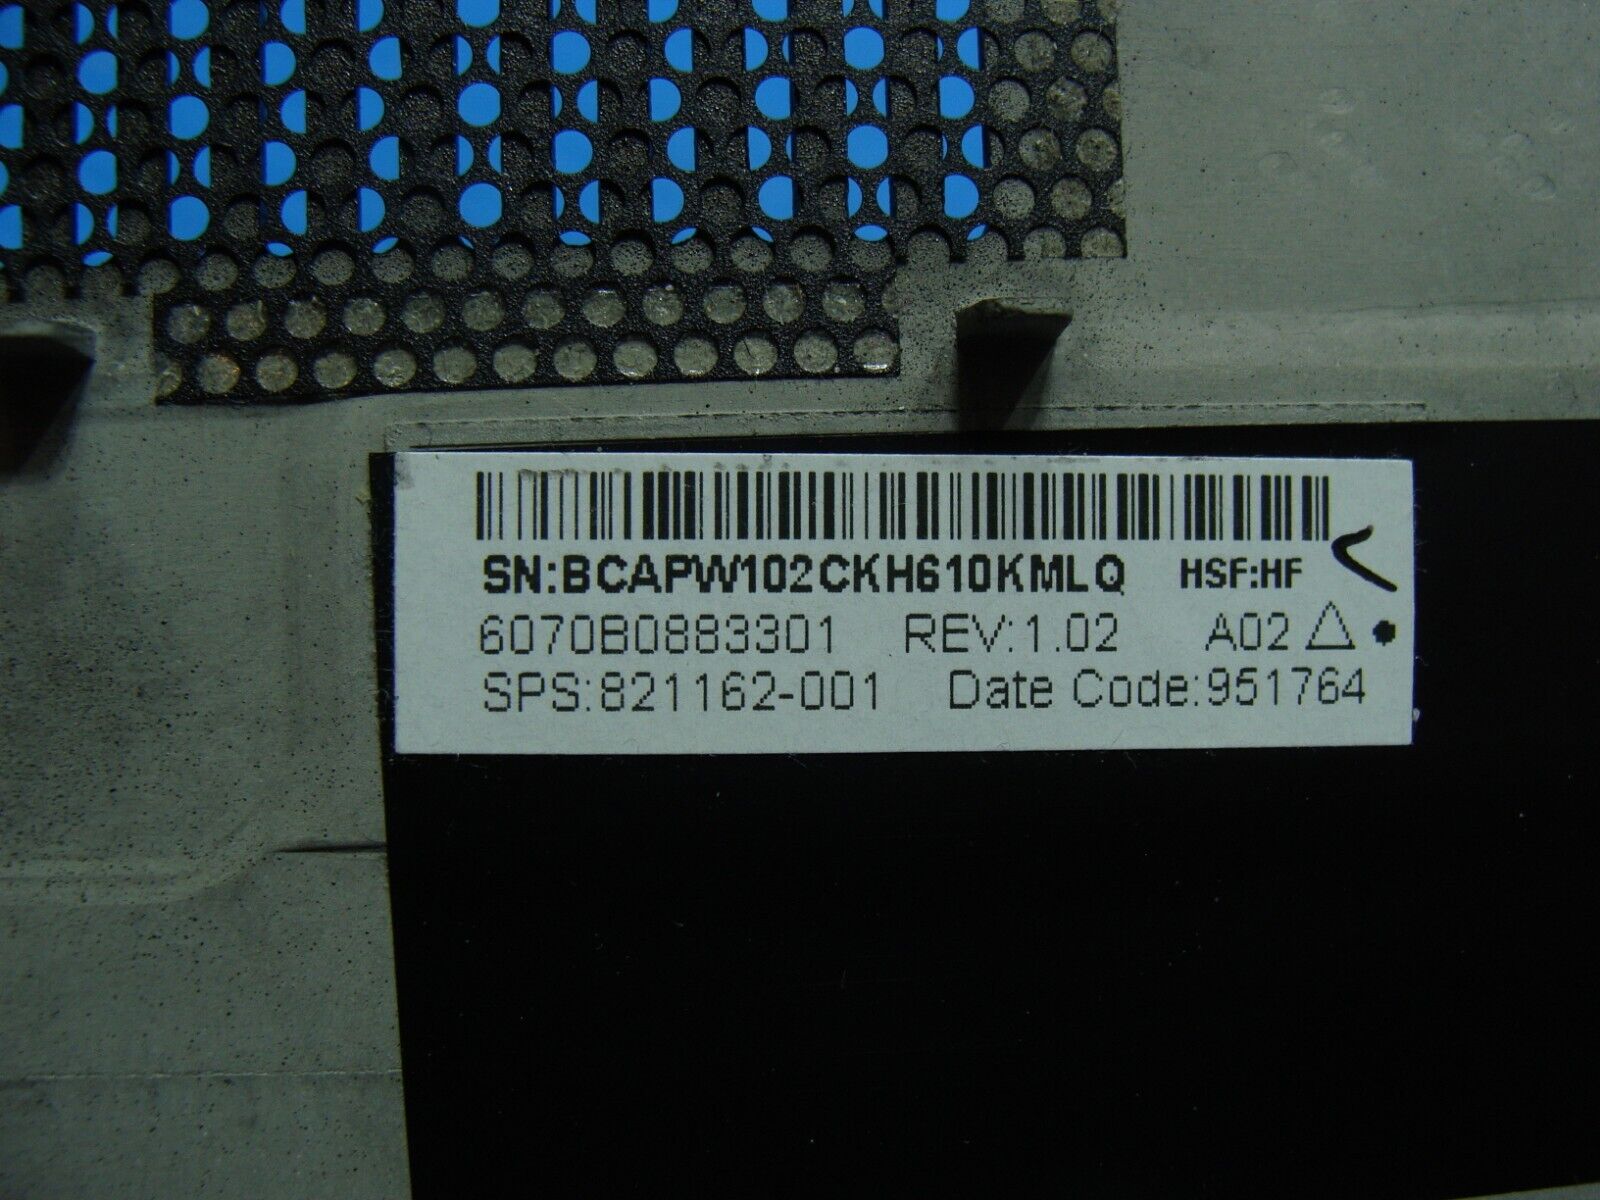 SN:BCAPW102CKH610KMLQ HSF:HF
6070B0883301 REV:1.02 A02
SPS:821162-001 Date Code:951764